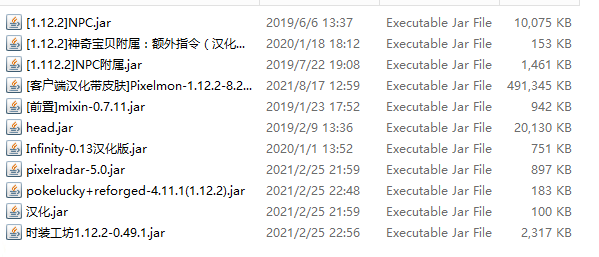 [1.12.2]NPC.jar 2019/6/6 13:37 Executable Jar File 10,075 KB
[1.12.2]神奇宝贝附属：额外指令（汉化... 2020/1/18 18:12 Executable Jar File 153 KB
[1.112.2]NPC附属.jar 2019/7/22 19:08 Executable Jar File 1,461 KB
[客户端汉化带皮肤]Pixelmon-1.12.2-8.2... 2021/8/17 12:59 Executable Jar File 491,345 KB
[前置]mixin-0.7.11.jar 2019/1/23 17:52 Executable Jar File 942 KB
head.jar 2019/2/9 13:36 Executable Jar File 20,130 KB
Infinity-0.13汉化版.jar 2020/1/1 13:52 Executable Jar File 751 KB
pixelradar-5.0.jar 2021/2/25 21:59 Executable Jar File 897 KB
pokelucky+reforged-4.11.1(1.12.2).jar 2021/2/25 22:48 Executable Jar File 183 KB
汉化.jar 2021/2/25 21:59 Executable Jar File 100 KB
时装工坊1.12.2-0.49.1.jar 2021/2/25 22:56 Executable Jar File 2,317 KB